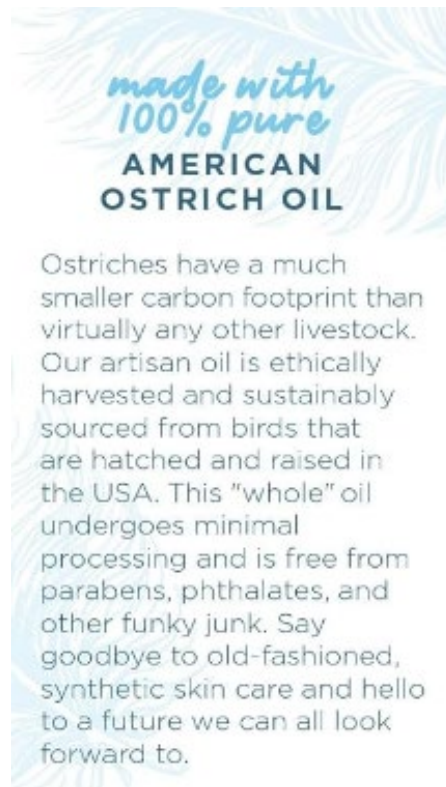 made with
100% pure
AMERICAN
OSTRICH OIL
Ostriches have a much
smaller carbon footprint than
virtually any other livestock.
Our artisan oil is ethically
harvested and sustainably
sourced from birds that
are hatched and raised in
the USA. This "whole" oil
undergoes minimal
processing and is free from
parabens, phthalates, and
other funky junk. Say
goodbye to old-fashioned,
synthetic skin care and hello
to a future we can all look
forward to.